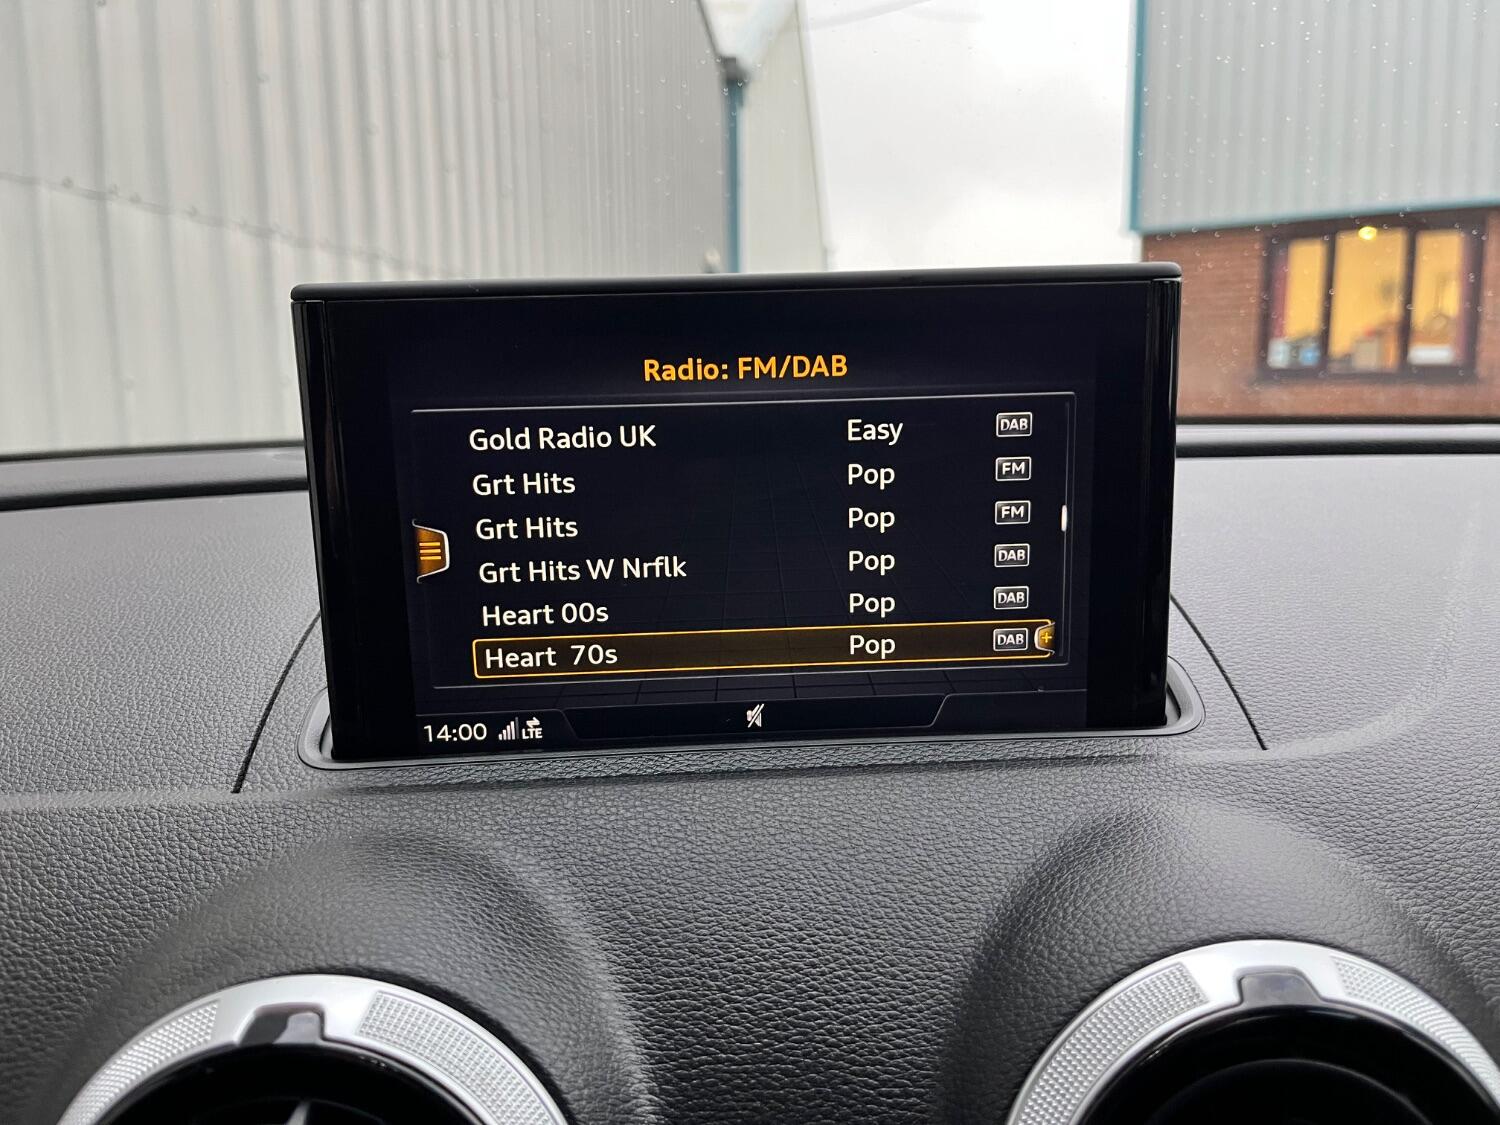 Radio: FM/DAB
Gold Radio UK Easy DAB
Grt Hits Pop FM
Grt Hits Pop FM
Grt Hits W Nrflk Pop DAB
Heart 00s Pop DAB
Heart 70s Pop DAB +
14:00 LTE